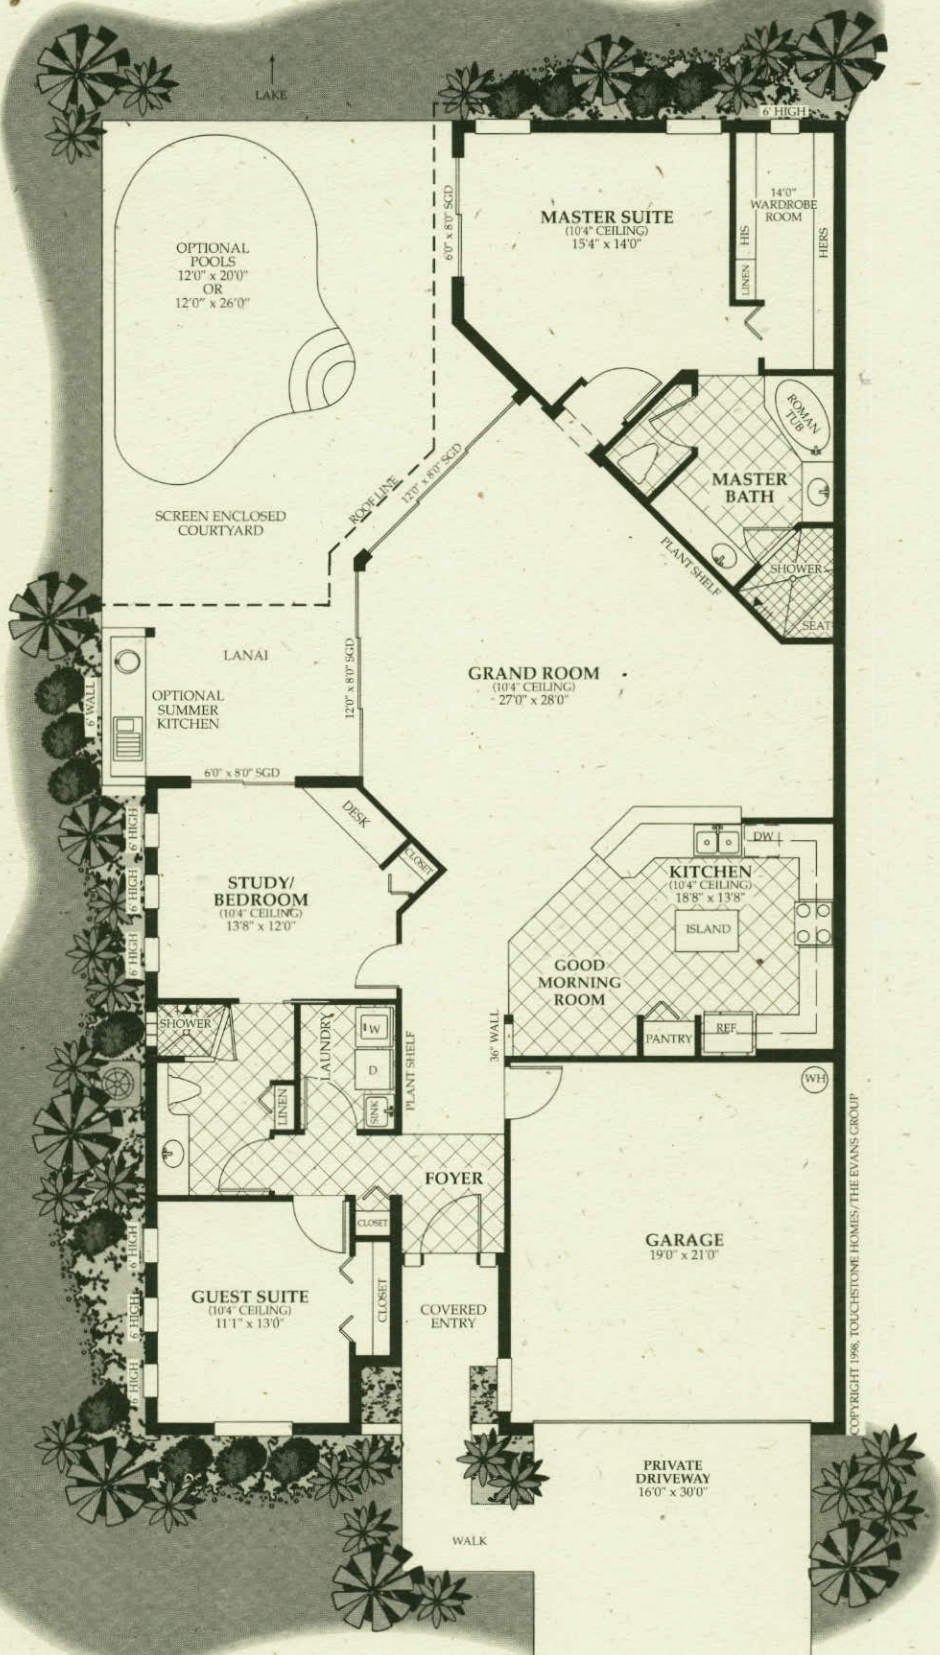 LAKE
6' HIGH
14'0"
WARDROBE
ROOM
HIS
HERS
LINEN
MASTER SUITE
(10'4" CEILING)
15'4" x 14'0"
6'0" x 8'0" SGD
OPTIONAL
POOLS
12'0" x 20'0"
OR
12'0" x 26'0"
ROMAN
TUB
MASTER
BATH
12'0" x 8'0" SGD
ROOF LINE
SCREEN ENCLOSED
COURTYARD
PLANT SHELF
SHOWER
SEAT
LANAI
12'0" x 8'0" SGD
GRAND ROOM
(10'4" CEILING)
27'0" x 28'0"
6' WALL
OPTIONAL
SUMMER
KITCHEN
6'0" x 8'0" SGD
DESK
CLOSET
6' HIGH
6' HIGH
6' HIGH
STUDY/
BEDROOM
(10'4" CEILING)
13'8" x 12'0"
DW
KITCHEN
(10'4" CEILING)
18'8" x 13'8"
ISLAND
GOOD
MORNING
ROOM
PANTRY
REF.
36" WALL
SHOWER
LAUNDRY
W
D
SINK
LINEN
PLANT SHELF
WH
FOYER
CLOSET
CLOSET
GARAGE
19'0" x 21'0"
6' HIGH
6' HIGH
6' HIGH
GUEST SUITE
(10'4" CEILING)
11'1" x 13'0"
COVERED
ENTRY
COPYRIGHT 1998, TOUCHSTONE HOMES/THE EVANS GROUP
PRIVATE
DRIVEWAY
16'0" x 30'0"
WALK